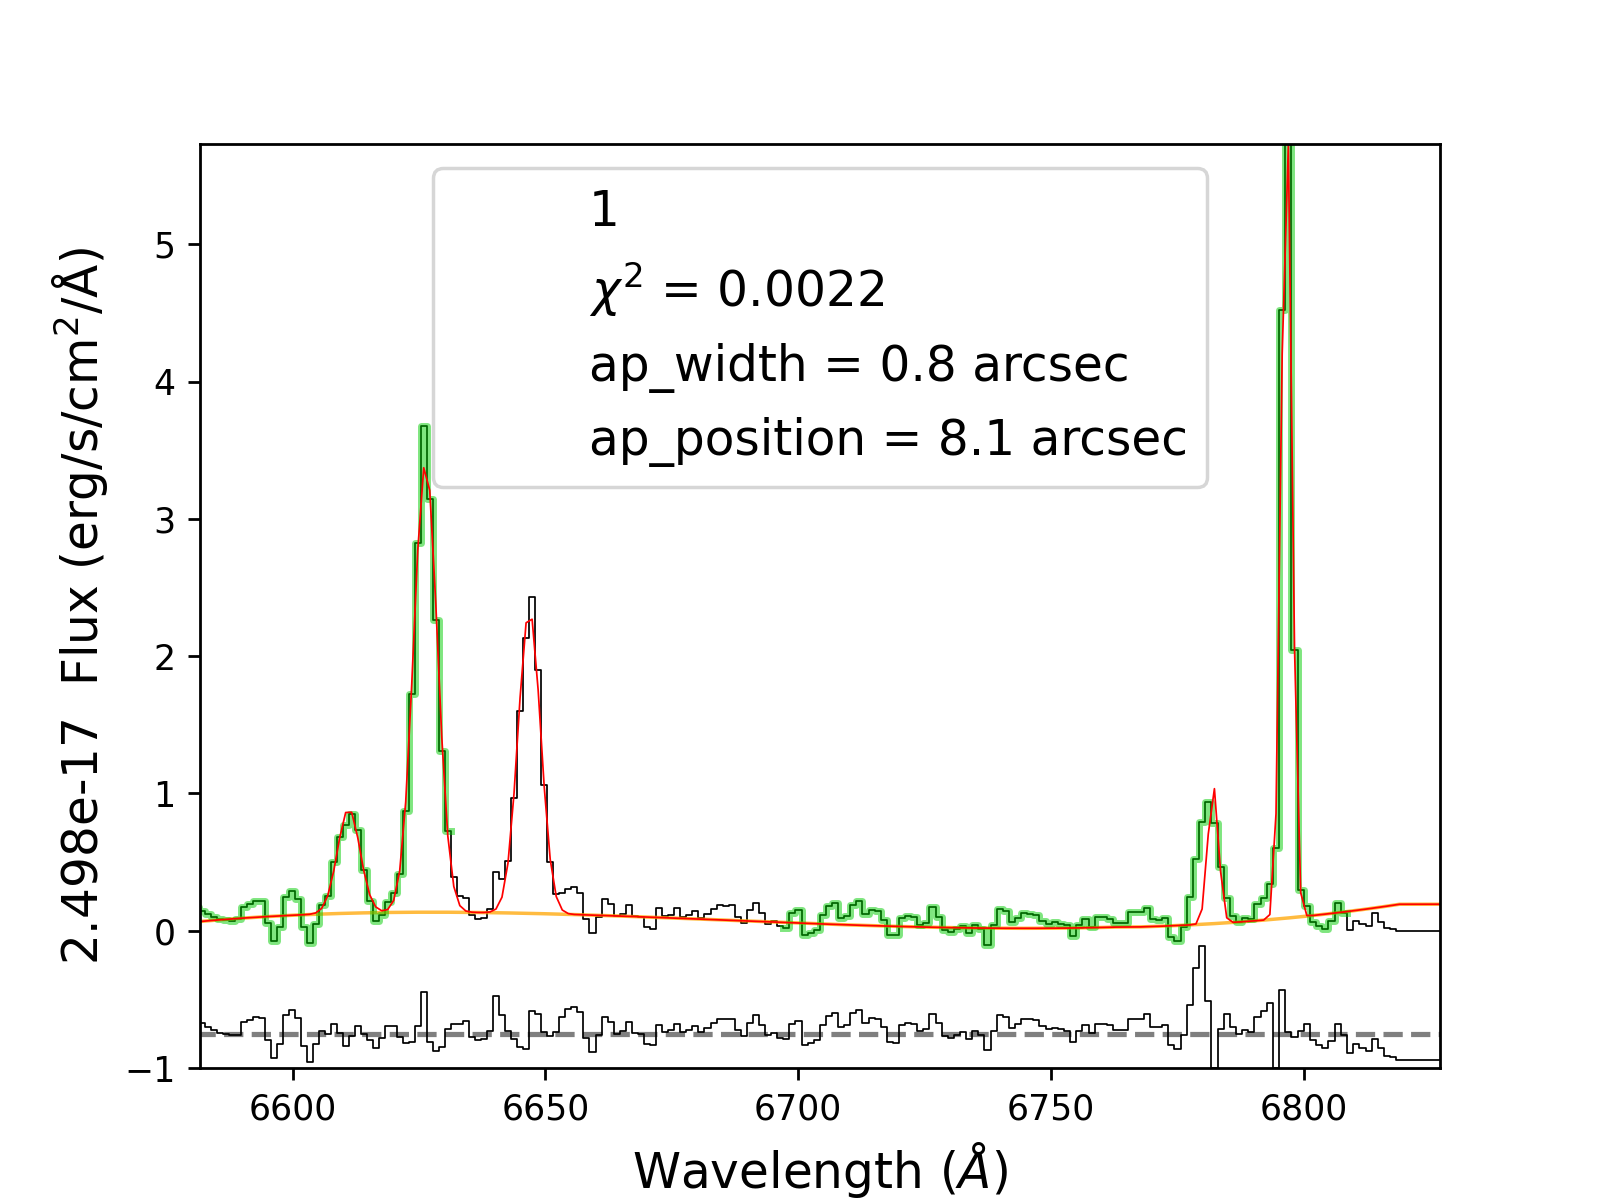 1
χ² = 0.0022
ap_width = 0.8 arcsec
ap_position = 8.1 arcsec
2.498e-17 Flux (erg/s/cm²/Å)
5
4
3
2
1
0
−1
6600 6650 6700 6750 6800
Wavelength (Å)